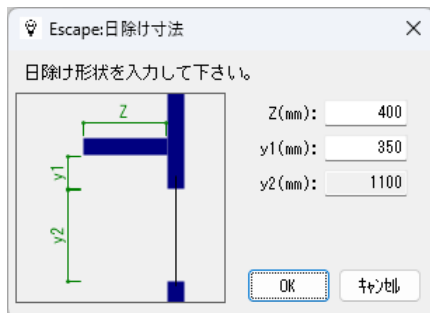 Escape:日除け寸法
日除け形状を入力して下さい。
Z
y1
y2
Z(mm): 400
y1(mm): 350
y2(mm): 1100
OK
ｷｬﾝｾﾙ